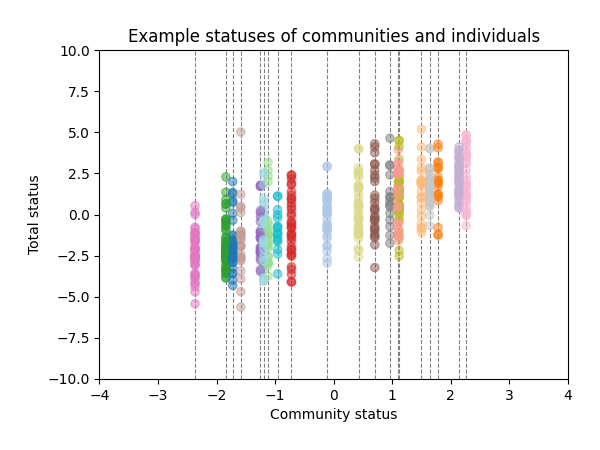 Example statuses of communities and individuals
10.0
7.5
5.0
2.5
0.0
−2.5
−5.0
−7.5
−10.0
Total status
−4 −3 −2 −1 0 1 2 3 4
Community status